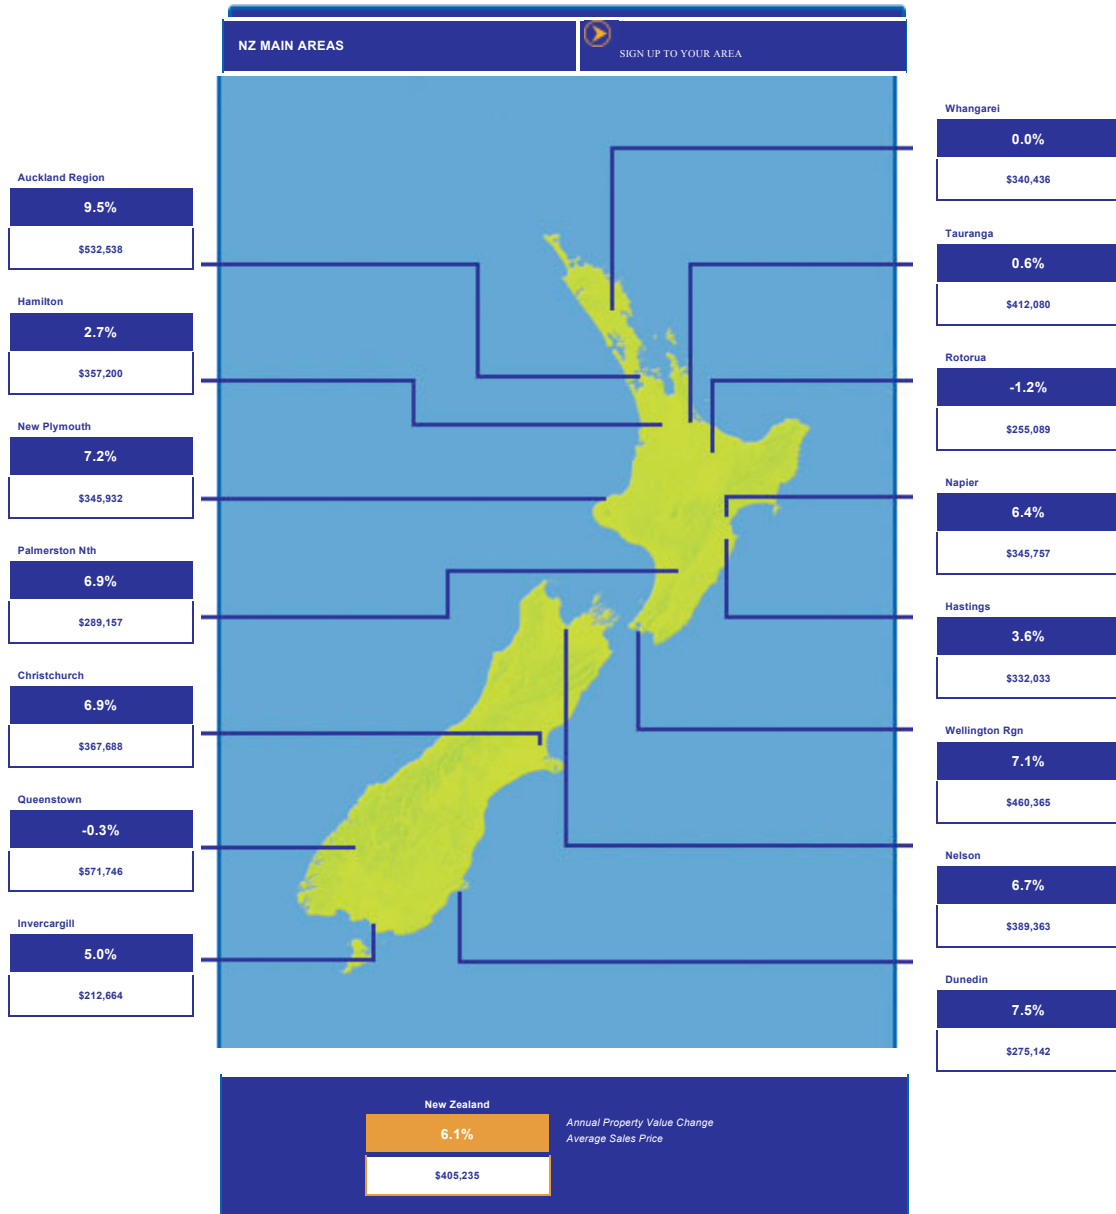 NZ MAIN AREAS
SIGN UP TO YOUR AREA
Auckland Region
9.5%
$532,538
Hamilton
2.7%
$357,200
New Plymouth
7.2%
$345,932
Palmerston Nth
6.9%
$289,157
Christchurch
6.9%
$367,688
Queenstown
-0.3%
$571,746
Invercargill
5.0%
$212,664
Whangarei
0.0%
$340,436
Tauranga
0.6%
$412,080
Rotorua
-1.2%
$255,089
Napier
6.4%
$345,757
Hastings
3.6%
$332,033
Wellington Rgn
7.1%
$460,365
Nelson
6.7%
$389,363
Dunedin
7.5%
$275,142
New Zealand
6.1%
$405,235
Annual Property Value Change
Average Sales Price